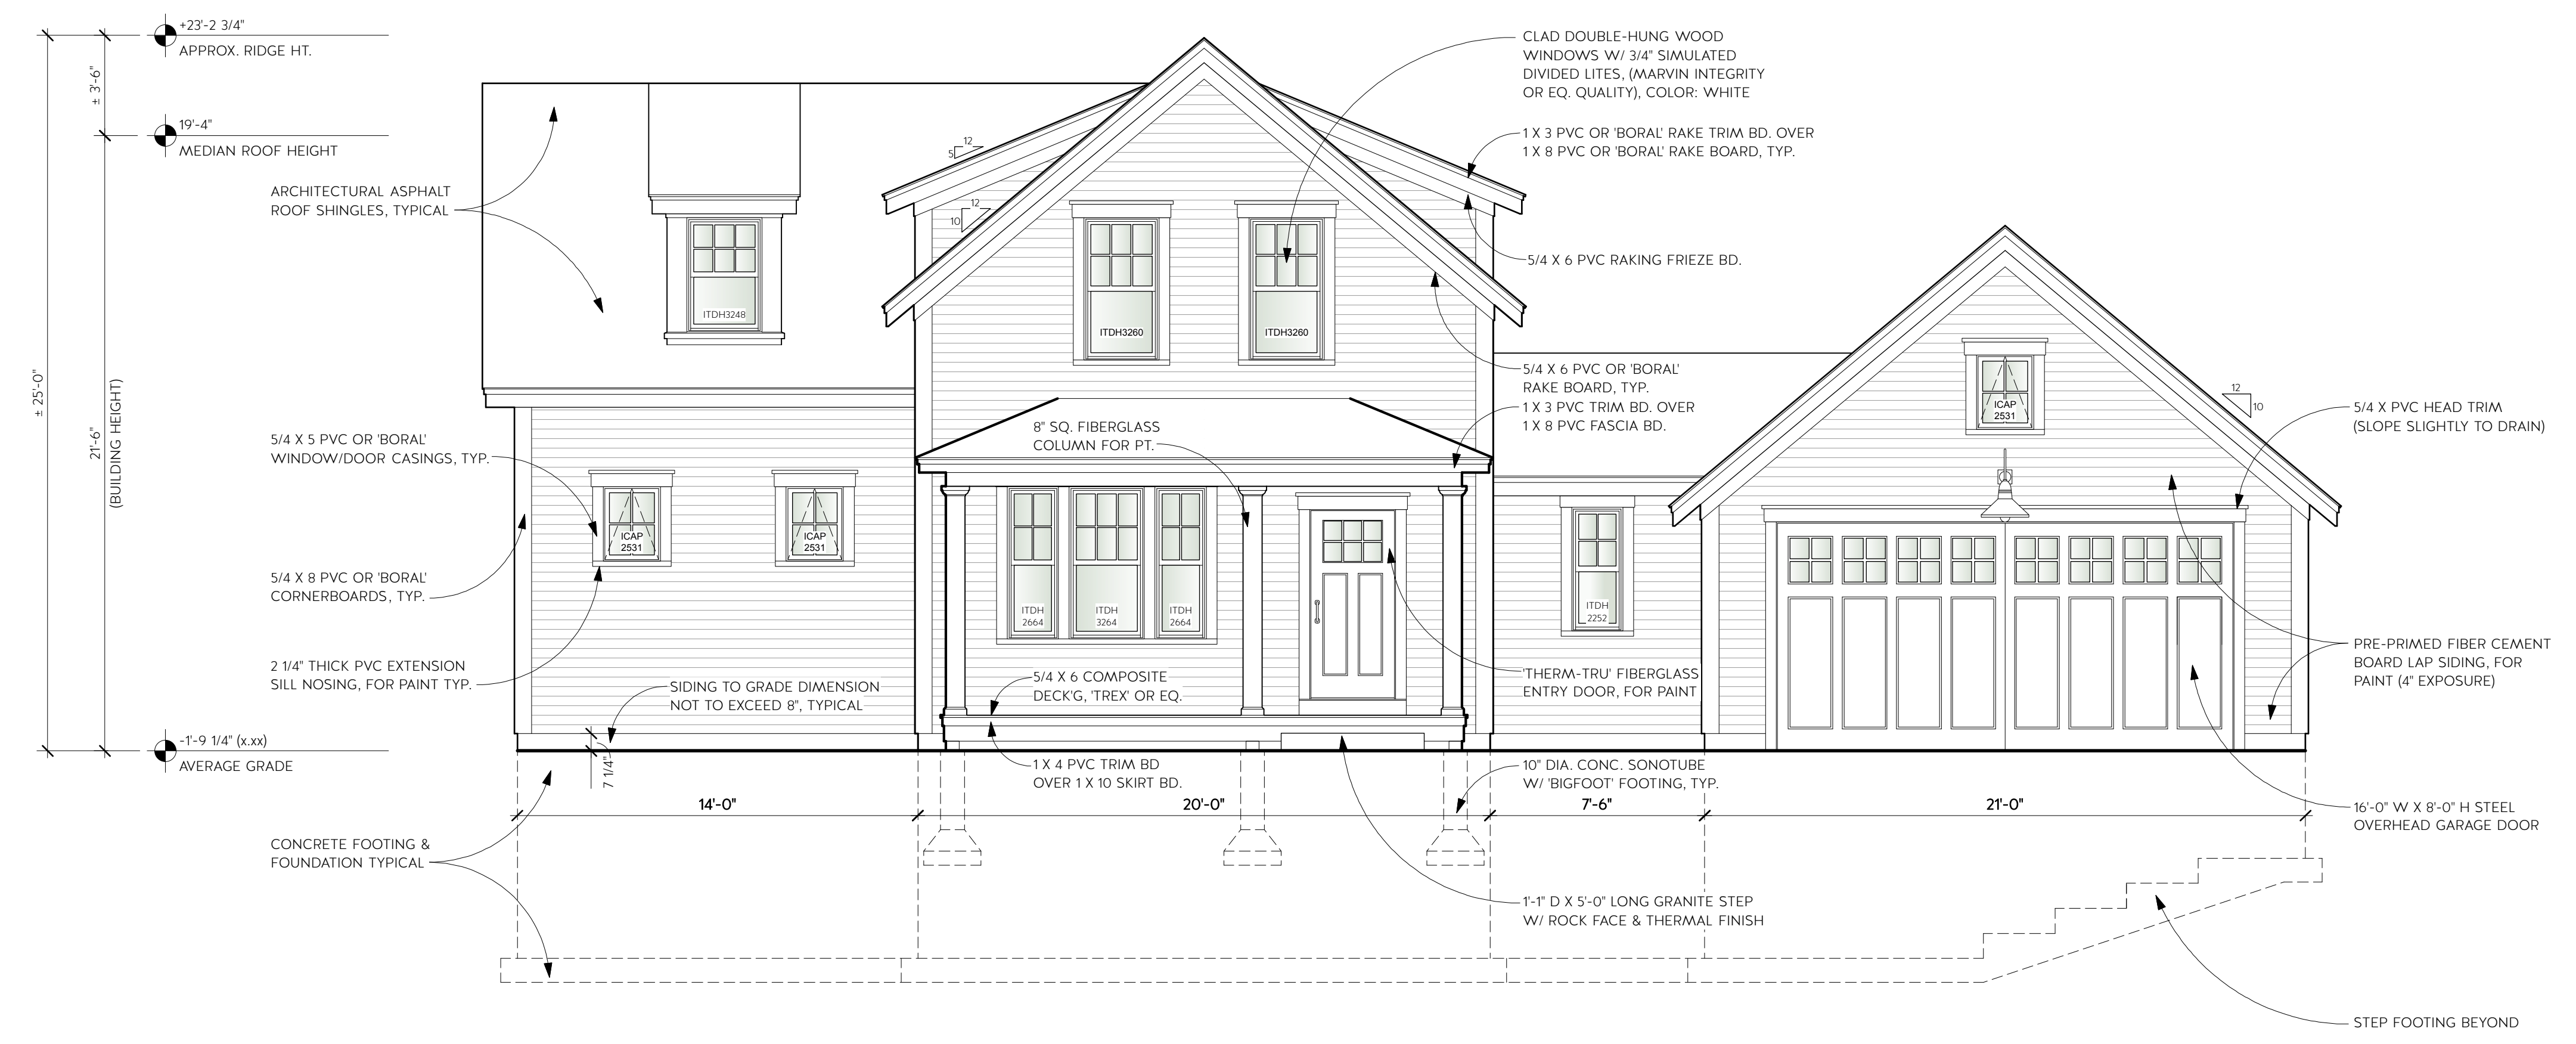 +23'-2 3/4"
APPROX. RIDGE HT.
± 3'-6"
19'-4"
MEDIAN ROOF HEIGHT
ARCHITECTURAL ASPHALT
ROOF SHINGLES, TYPICAL
± 25'-0"
21'-6"
(BUILDING HEIGHT)
5/4 X 5 PVC OR 'BORAL'
WINDOW/DOOR CASINGS, TYP.
5/4 X 8 PVC OR 'BORAL'
CORNERBOARDS, TYP.
2 1/4" THICK PVC EXTENSION
SILL NOSING, FOR PAINT TYP.
-1'-9 1/4" (x.xx)
AVERAGE GRADE
CONCRETE FOOTING &
FOUNDATION TYPICAL
SIDING TO GRADE DIMENSION
NOT TO EXCEED 8", TYPICAL
7 1/4"
ITDH3248
ICAP
2531
ICAP
2531
12
5
12
10
ITDH3260
ITDH3260
8" SQ. FIBERGLASS
COLUMN FOR PT.
ITDH
2664
ITDH
3264
ITDH
2664
5/4 X 6 COMPOSITE
DECK'G, 'TREX' OR EQ.
1 X 4 PVC TRIM BD
OVER 1 X 10 SKIRT BD.
CLAD DOUBLE-HUNG WOOD
WINDOWS W/ 3/4" SIMULATED
DIVIDED LITES, (MARVIN INTEGRITY
OR EQ. QUALITY), COLOR: WHITE
1 X 3 PVC OR 'BORAL' RAKE TRIM BD. OVER
1 X 8 PVC OR 'BORAL' RAKE BOARD, TYP.
5/4 X 6 PVC RAKING FRIEZE BD.
5/4 X 6 PVC OR 'BORAL'
RAKE BOARD, TYP.
1 X 3 PVC TRIM BD. OVER
1 X 8 PVC FASCIA BD.
ITDH
2252
'THERM-TRU' FIBERGLASS
ENTRY DOOR, FOR PAINT
10" DIA. CONC. SONOTUBE
W/ 'BIGFOOT' FOOTING, TYP.
14'-0"
20'-0"
7'-6"
21'-0"
1'-1" D X 5'-0" LONG GRANITE STEP
W/ ROCK FACE & THERMAL FINISH
ICAP
2531
12
10
5/4 X PVC HEAD TRIM
(SLOPE SLIGHTLY TO DRAIN)
PRE-PRIMED FIBER CEMENT
BOARD LAP SIDING, FOR
PAINT (4" EXPOSURE)
16'-0" W X 8'-0" H STEEL
OVERHEAD GARAGE DOOR
STEP FOOTING BEYOND